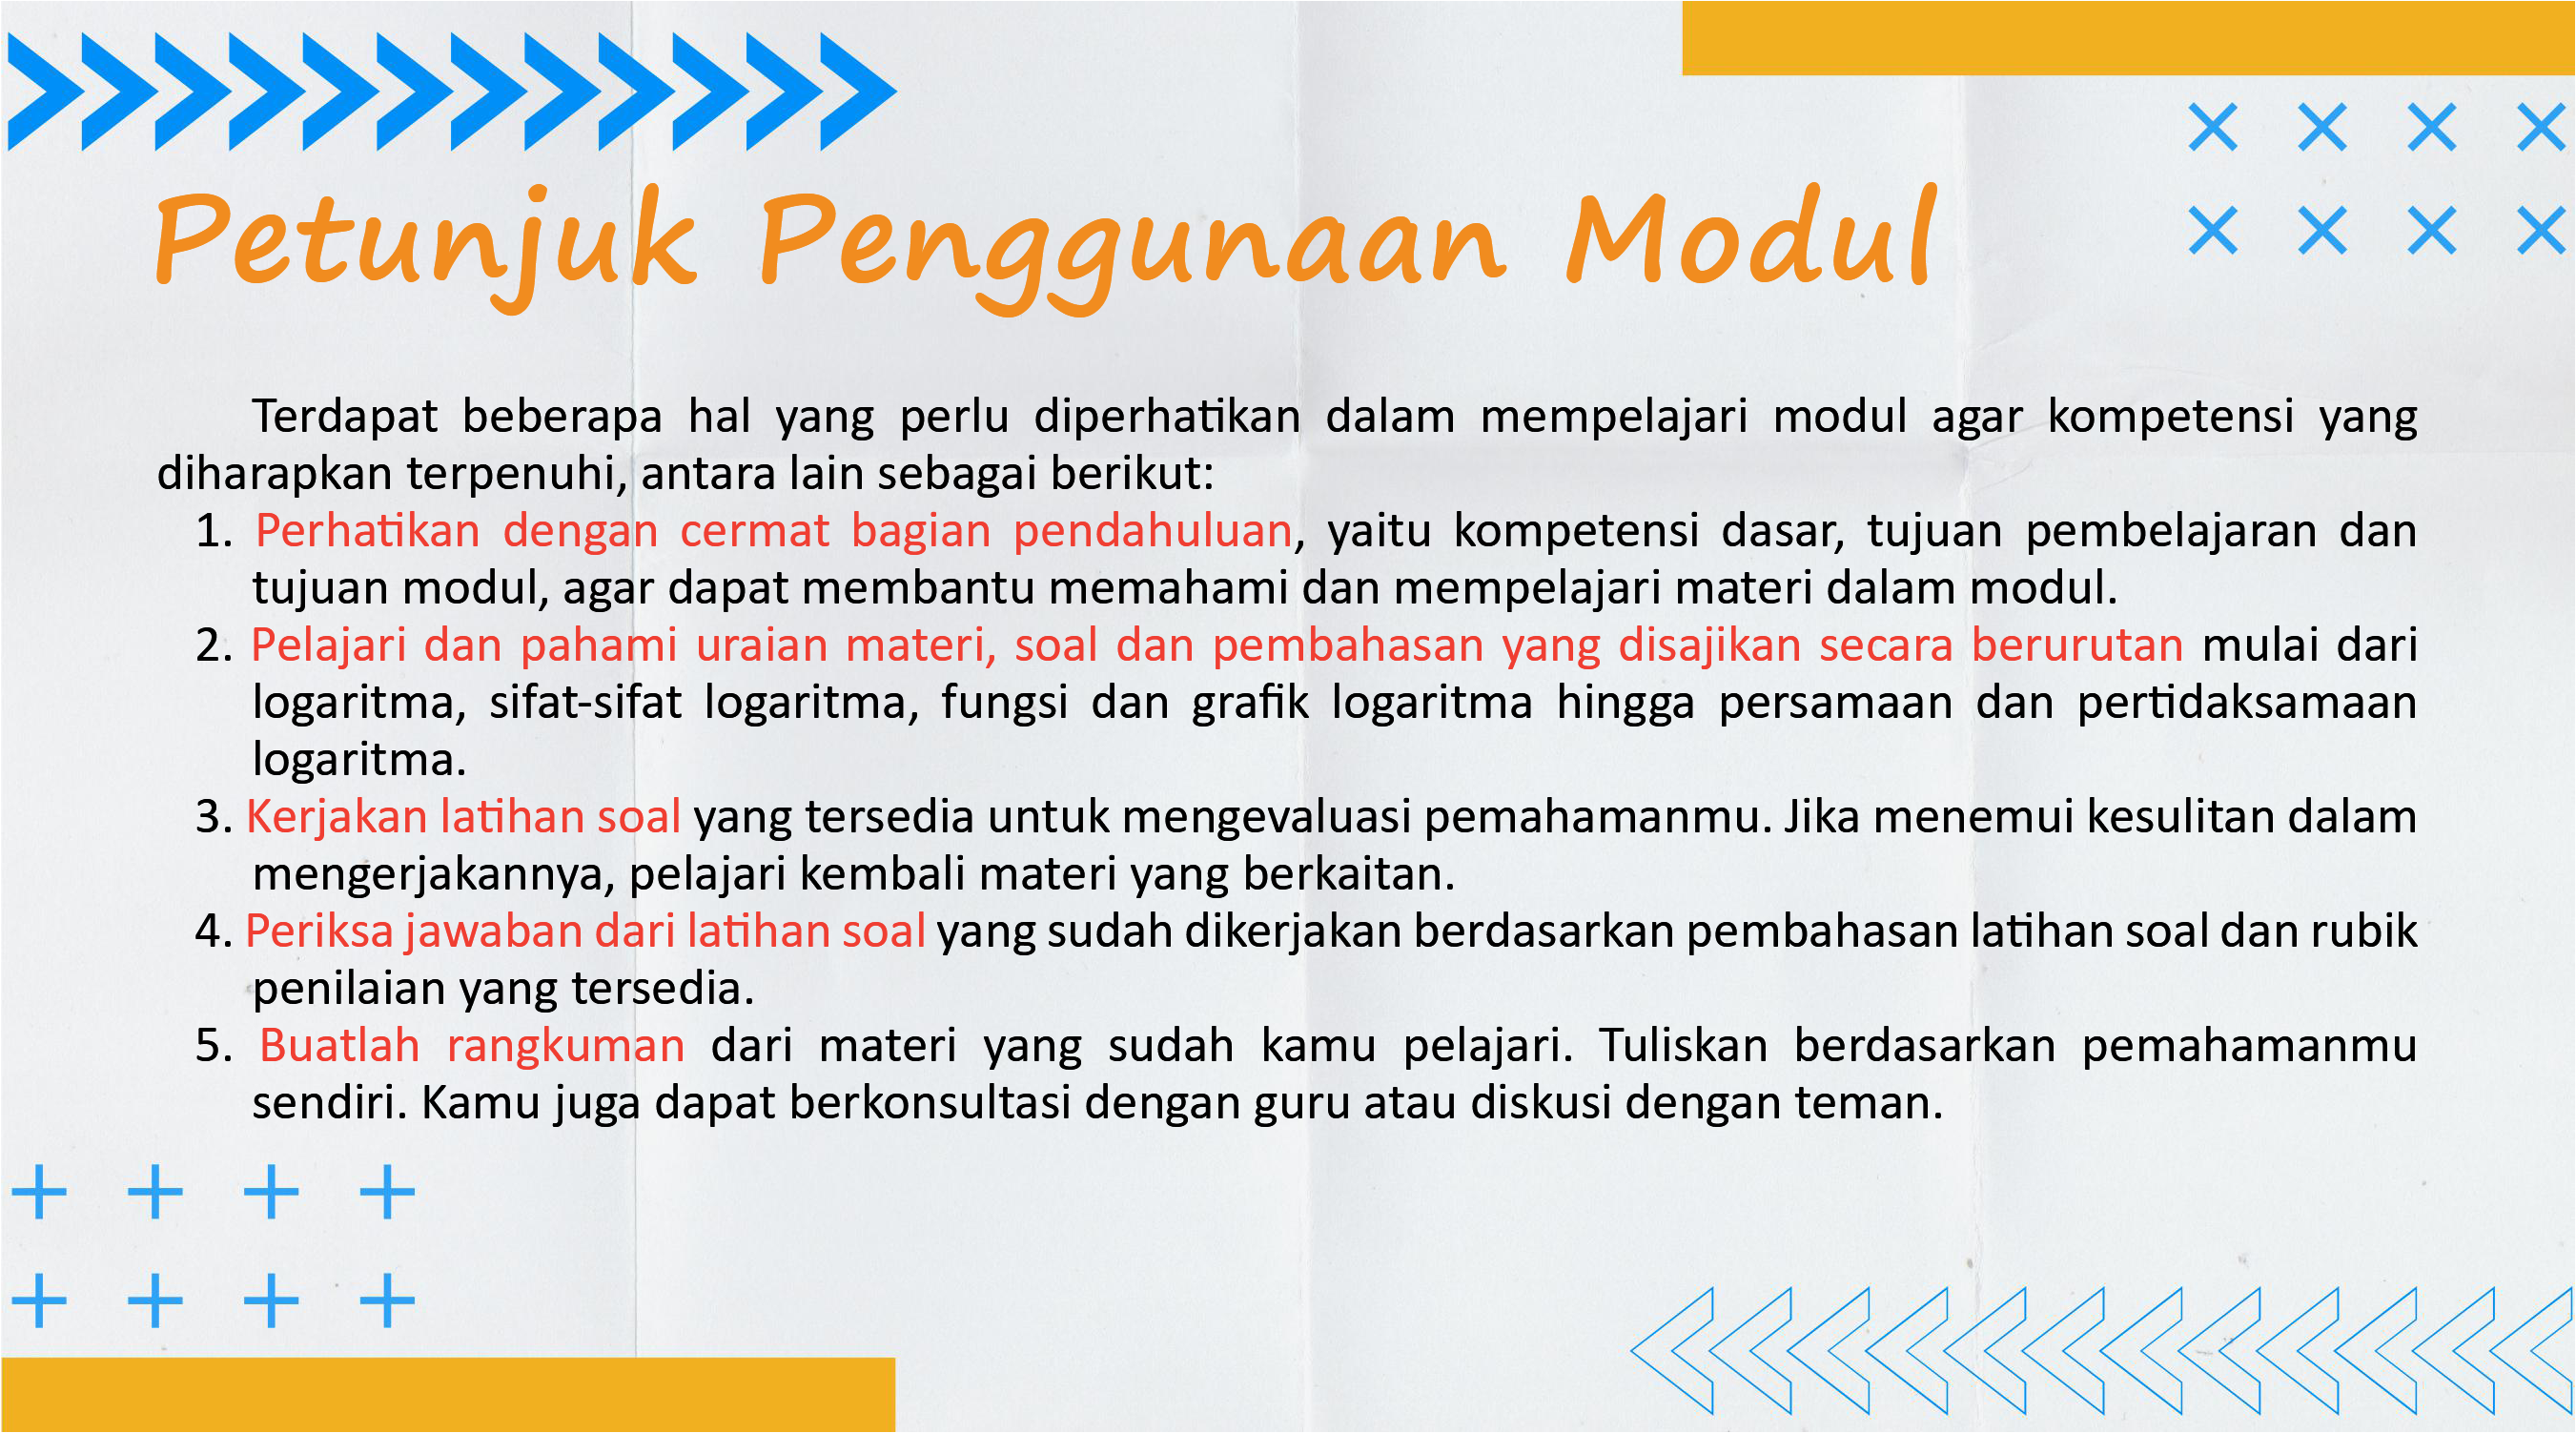 Petunjuk Penggunaan Modul
Terdapat beberapa hal yang perlu diperhatikan dalam mempelajari modul agar kompetensi yang
diharapkan terpenuhi, antara lain sebagai berikut:
1. Perhatikan dengan cermat bagian pendahuluan, yaitu kompetensi dasar, tujuan pembelajaran dan
tujuan modul, agar dapat membantu memahami dan mempelajari materi dalam modul.
2. Pelajari dan pahami uraian materi, soal dan pembahasan yang disajikan secara berurutan mulai dari
logaritma, sifat-sifat logaritma, fungsi dan grafik logaritma hingga persamaan dan pertidaksamaan
logaritma.
3. Kerjakan latihan soal yang tersedia untuk mengevaluasi pemahamanmu. Jika menemui kesulitan dalam
mengerjakannya, pelajari kembali materi yang berkaitan.
4. Periksa jawaban dari latihan soal yang sudah dikerjakan berdasarkan pembahasan latihan soal dan rubik
penilaian yang tersedia.
5. Buatlah rangkuman dari materi yang sudah kamu pelajari. Tuliskan berdasarkan pemahamanmu
sendiri. Kamu juga dapat berkonsultasi dengan guru atau diskusi dengan teman.